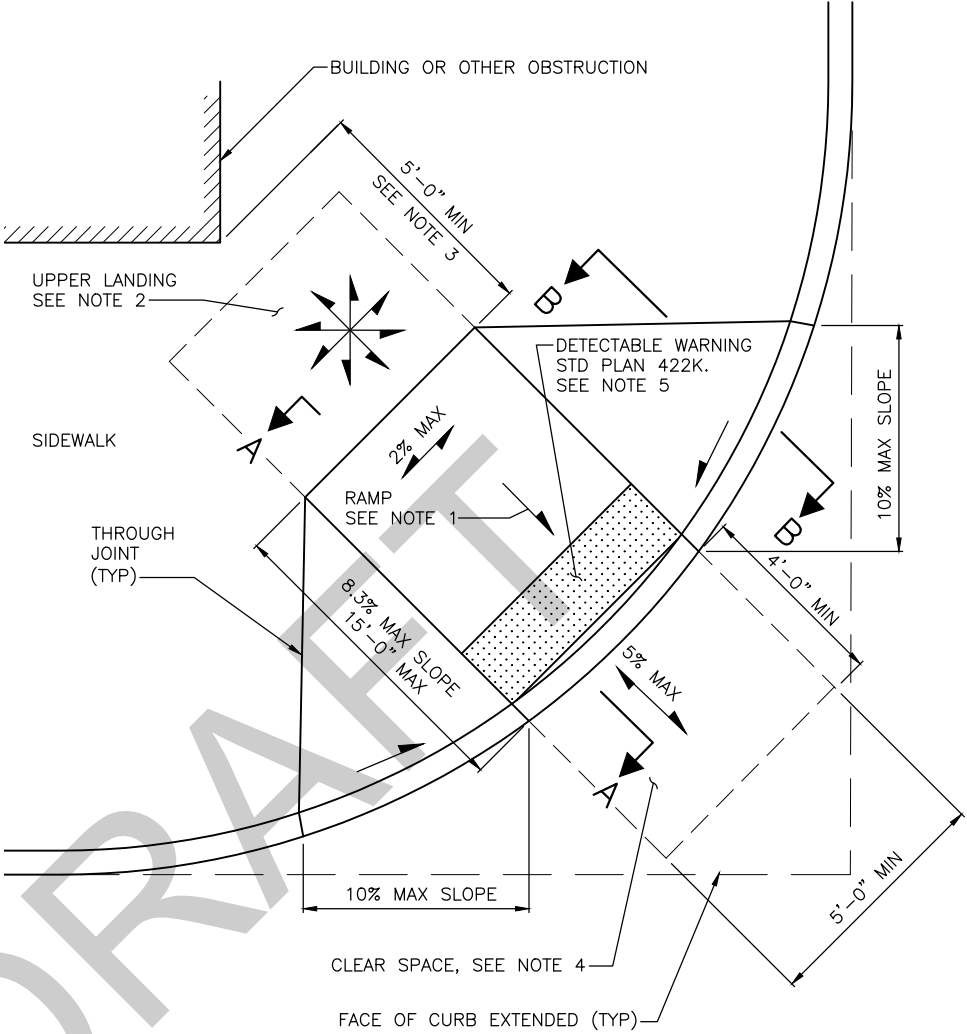 BUILDING OR OTHER OBSTRUCTION
5'-0" MIN
SEE NOTE 3
UPPER LANDING
SEE NOTE 2
B
DETECTABLE WARNING
STD PLAN 422K.
SEE NOTE 5
10% MAX SLOPE
A
SIDEWALK
2% MAX
RAMP
SEE NOTE 1
THROUGH
JOINT
(TYP)
B
4'-0" MIN
8.3% MAX SLOPE
15'-0" MAX
5% MAX
A
10% MAX SLOPE
5'-0" MIN
CLEAR SPACE, SEE NOTE 4
FACE OF CURB EXTENDED (TYP)
DRAFT